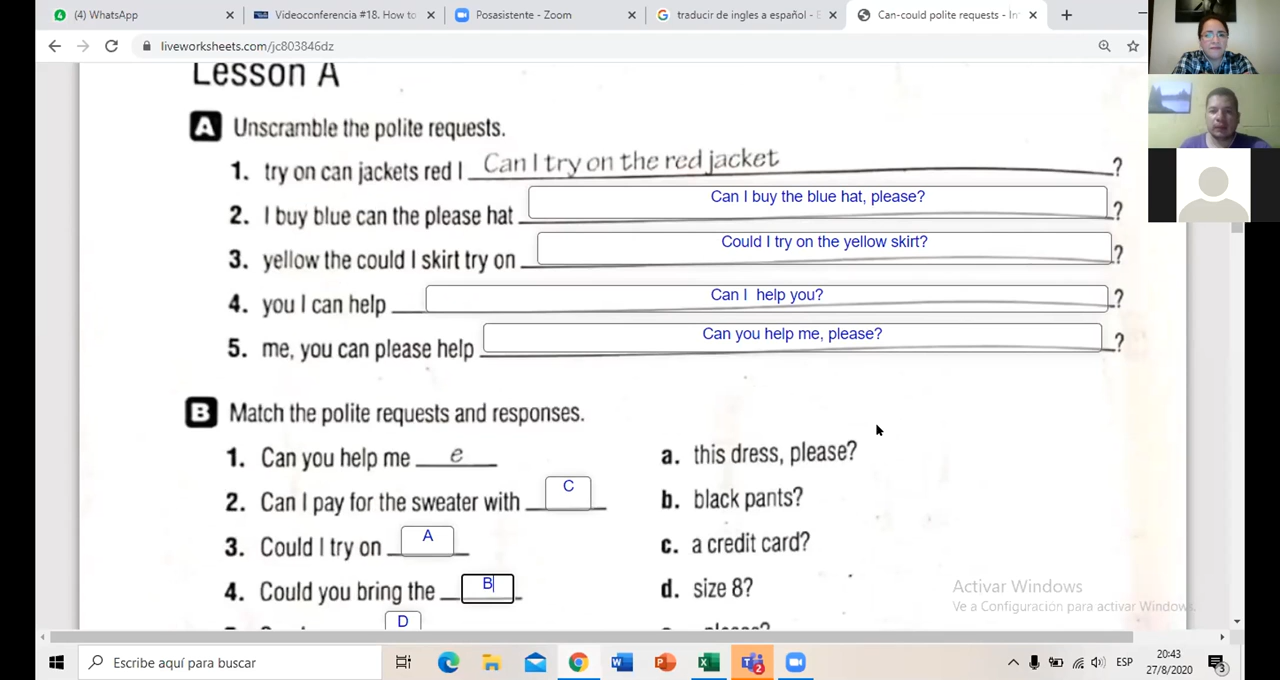 (4) WhatsApp
Videoconferencia #18. How to
Posasistente - Zoom
traducir de ingles a español - E
Can-could polite requests - In
liveworksheets.com/jc803846dz
Lesson A
A Unscramble the polite requests.
1. try on can jackets red I Can I try on the red jacket ?
2. I buy blue can the please hat Can I buy the blue hat, please? ?
3. yellow the could I skirt try on Could I try on the yellow skirt? ?
4. you I can help Can I help you? ?
5. me, you can please help Can you help me, please? ?
B Match the polite requests and responses.
1. Can you help me e
a. this dress, please?
2. Can I pay for the sweater with C
b. black pants?
3. Could I try on A
c. a credit card?
4. Could you bring the B
d. size 8?
D
Activar Windows
Ve a Configuración para activar Windows.
Escribe aquí para buscar
ESP
20:43
27/8/2020